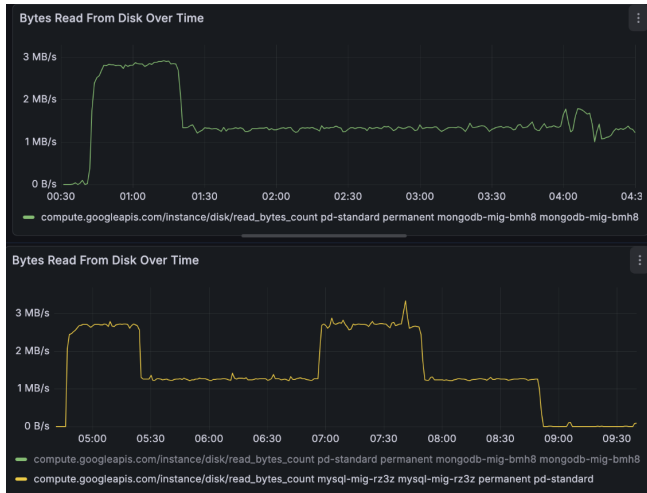 Bytes Read From Disk Over Time
3 MB/s
2 MB/s
1 MB/s
0 B/s
00:30 01:00 01:30 02:00 02:30 03:00 03:30 04:00 04:3
compute.googleapis.com/instance/disk/read_bytes_count pd-standard permanent mongodb-mig-bmh8 mongodb-mig-bmh8
Bytes Read From Disk Over Time
3 MB/s
2 MB/s
1 MB/s
0 B/s
05:00 05:30 06:00 06:30 07:00 07:30 08:00 08:30 09:00 09:30
compute.googleapis.com/instance/disk/read_bytes_count pd-standard permanent mongodb-mig-bmh8 mongodb-mig-bmh8
compute.googleapis.com/instance/disk/read_bytes_count mysql-mig-rz3z mysql-mig-rz3z permanent pd-standard